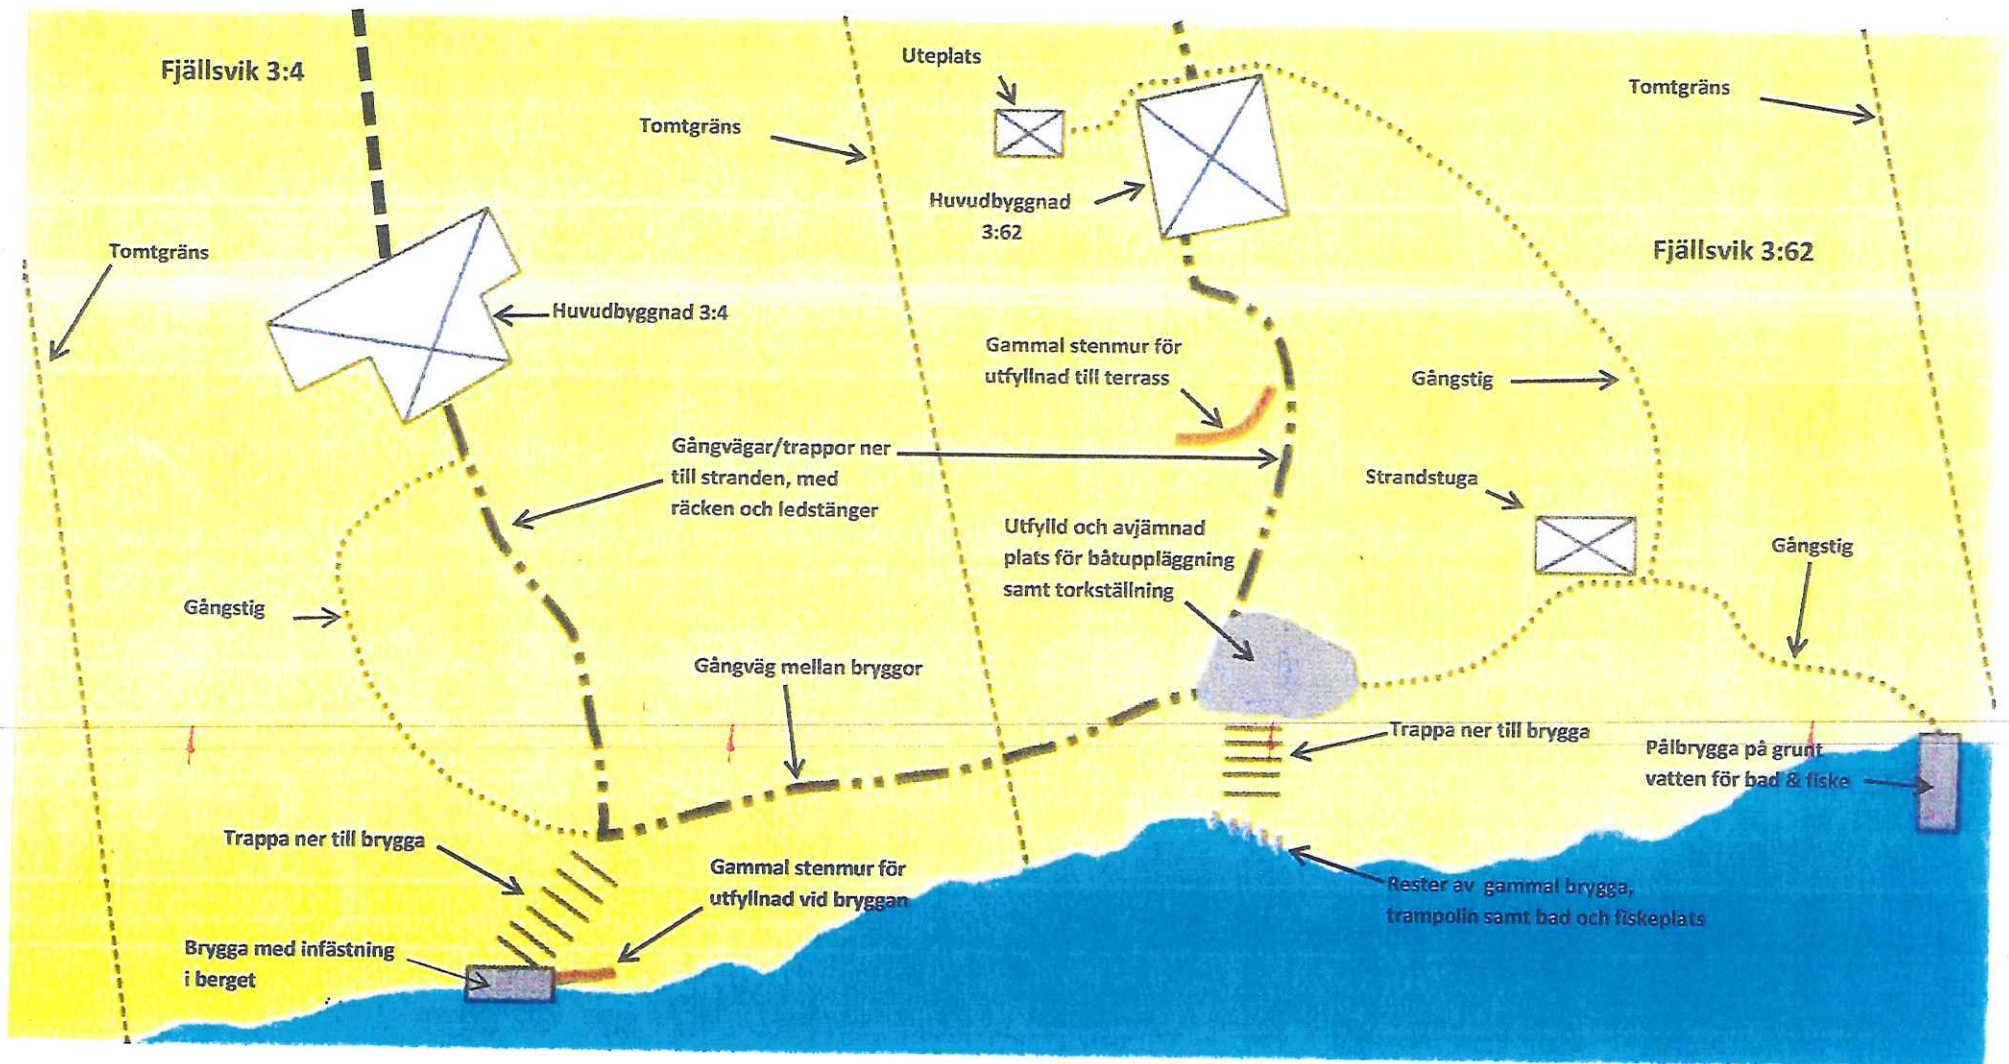 Fjällsvik 3:4
Uteplats
Tomtgräns
Tomtgräns
Huvudbyggnad
3:62
Fjällsvik 3:62
Tomtgräns
Huvudbyggnad 3:4
Gammal stenmur för
utfyllnad till terrass
Gångstig
Gångvägar/trappor ner
till stranden, med
räcken och ledstänger
Strandstuga
Utfylld och avjämnad
plats för båtuppläggning
samt torkställning
Gångstig
Gångstig
Gångväg mellan bryggor
Trappa ner till brygga
Pålbrygga på grunt
vatten för bad & fiske
Trappa ner till brygga
Gammal stenmur för
utfyllnad vid bryggan
Rester av gammal brygga,
trampolin samt bad och fiskeplats
Brygga med infästning
i berget